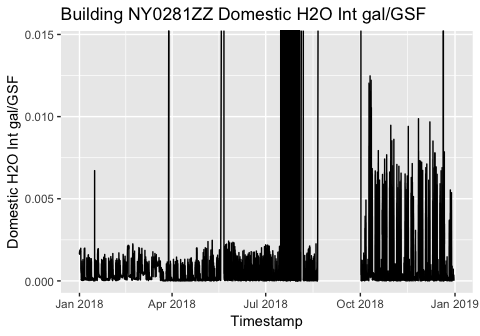 Building NY0281ZZ Domestic H2O Int gal/GSF
0.015
0.010
0.005
0.000
Domestic H2O Int gal/GSF
Jan 2018 Apr 2018 Jul 2018 Oct 2018 Jan 2019
Timestamp